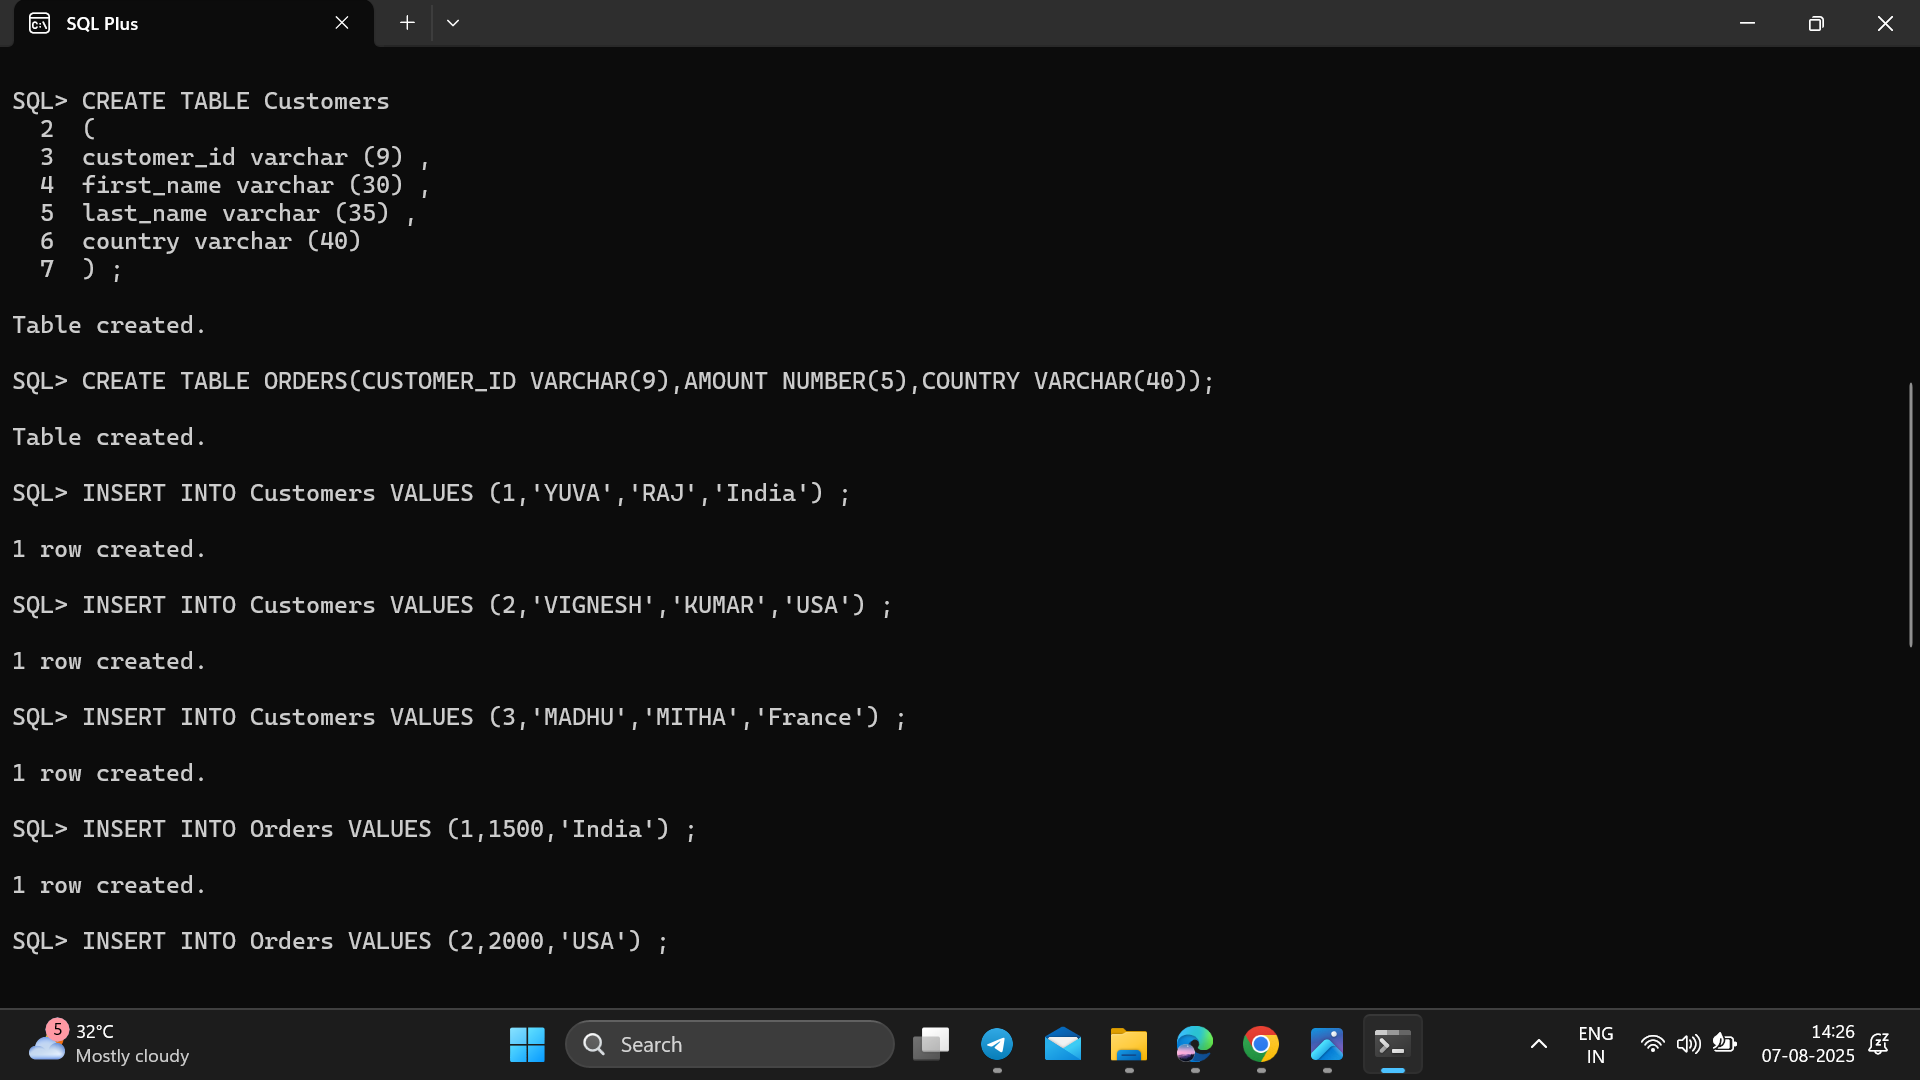 SQL Plus
SQL> CREATE TABLE Customers
2 (
3 customer_id varchar (9) ,
4 first_name varchar (30) ,
5 last_name varchar (35) ,
6 country varchar (40)
7 ) ;
Table created.
SQL> CREATE TABLE ORDERS(CUSTOMER_ID VARCHAR(9),AMOUNT NUMBER(5),COUNTRY VARCHAR(40));
Table created.
SQL> INSERT INTO Customers VALUES (1,'YUVA','RAJ','India') ;
1 row created.
SQL> INSERT INTO Customers VALUES (2,'VIGNESH','KUMAR','USA') ;
1 row created.
SQL> INSERT INTO Customers VALUES (3,'MADHU','MITHA','France') ;
1 row created.
SQL> INSERT INTO Orders VALUES (1,1500,'India') ;
1 row created.
SQL> INSERT INTO Orders VALUES (2,2000,'USA') ;
5
32°C
Mostly cloudy
Search
ENG
IN
14:26
07-08-2025